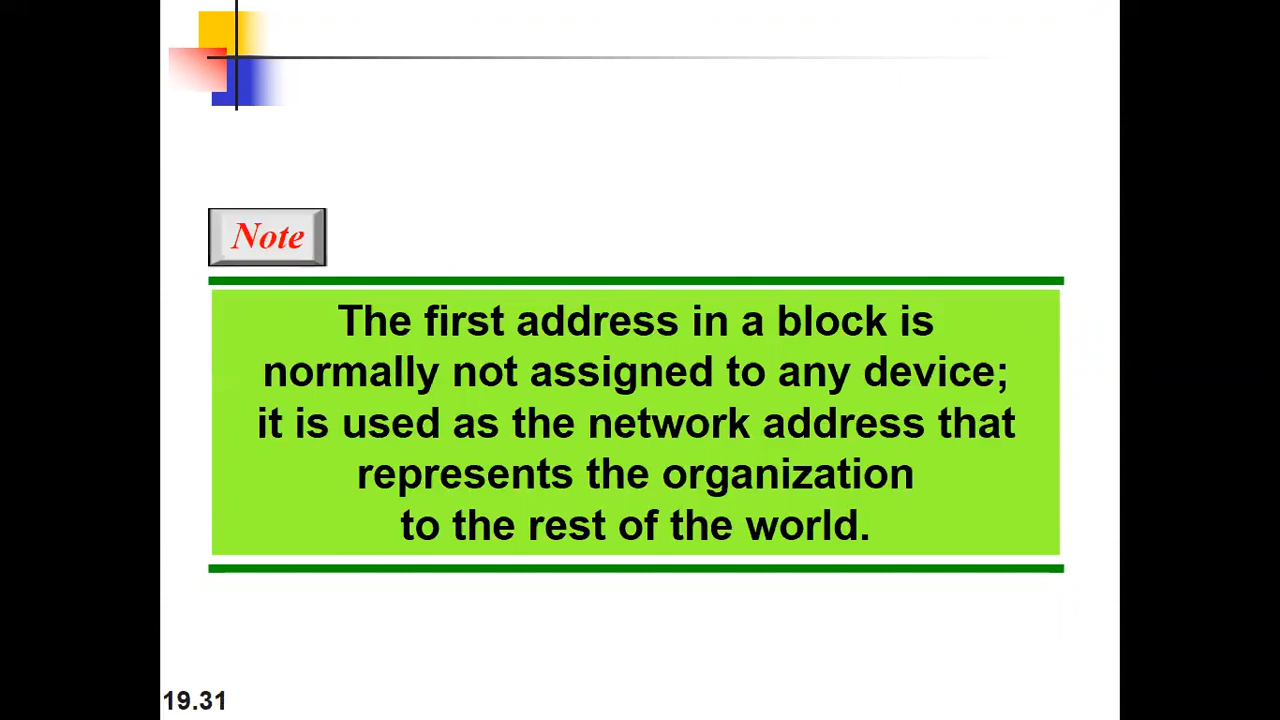 Note
The first address in a block is
normally not assigned to any device;
it is used as the network address that
represents the organization
to the rest of the world.
19.31